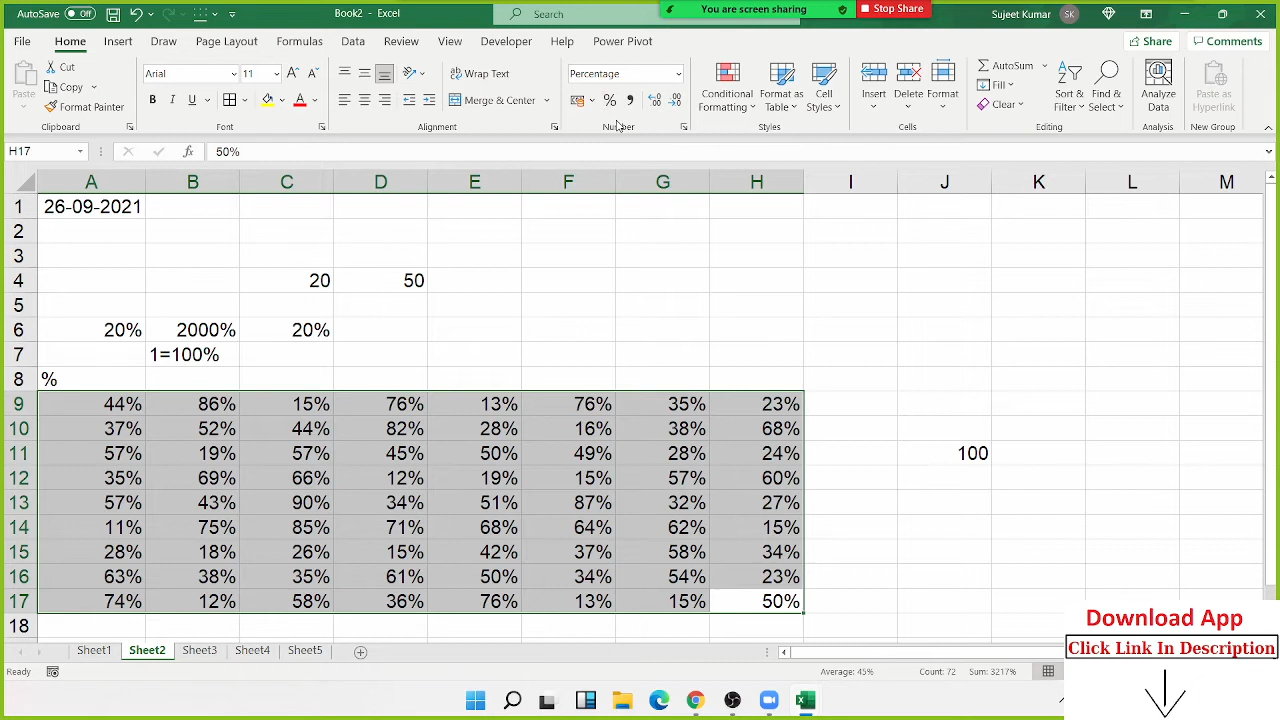 AutoSave Off Book2 - Excel Search You are screen sharing Stop Share Sujeet Kumar SK
File Home Insert Draw Page Layout Formulas Data Review View Developer Help Power Pivot Share Comments
Paste Cut Copy Format Painter Clipboard
Arial 11 B I U A Font
Wrap Text Merge & Center Alignment
Percentage % , Number
Conditional Formatting Format as Table Cell Styles Styles
Insert Delete Format Cells
AutoSum Fill Clear Sort & Filter Find & Select Editing
Analyze Data Analysis
Paste as Hyperlink New Group
H17 fx 50%
A B C D E F G H I J K L M
1 26-09-2021
2
3
4 20 50
5
6 20% 2000% 20%
7 1=100%
8 %
9 44% 86% 15% 76% 13% 76% 35% 23%
10 37% 52% 44% 82% 28% 16% 38% 68%
11 57% 19% 57% 45% 50% 49% 28% 24% 100
12 35% 69% 66% 12% 19% 15% 57% 60%
13 57% 43% 90% 34% 51% 87% 32% 27%
14 11% 75% 85% 71% 68% 64% 62% 15%
15 28% 18% 26% 15% 42% 37% 58% 34%
16 63% 38% 35% 61% 50% 34% 54% 23%
17 74% 12% 58% 36% 76% 13% 15% 50%
18
Sheet1 Sheet2 Sheet3 Sheet4 Sheet5
Ready Average: 45% Count: 72 Sum: 3217%
Download App
Click Link In Description